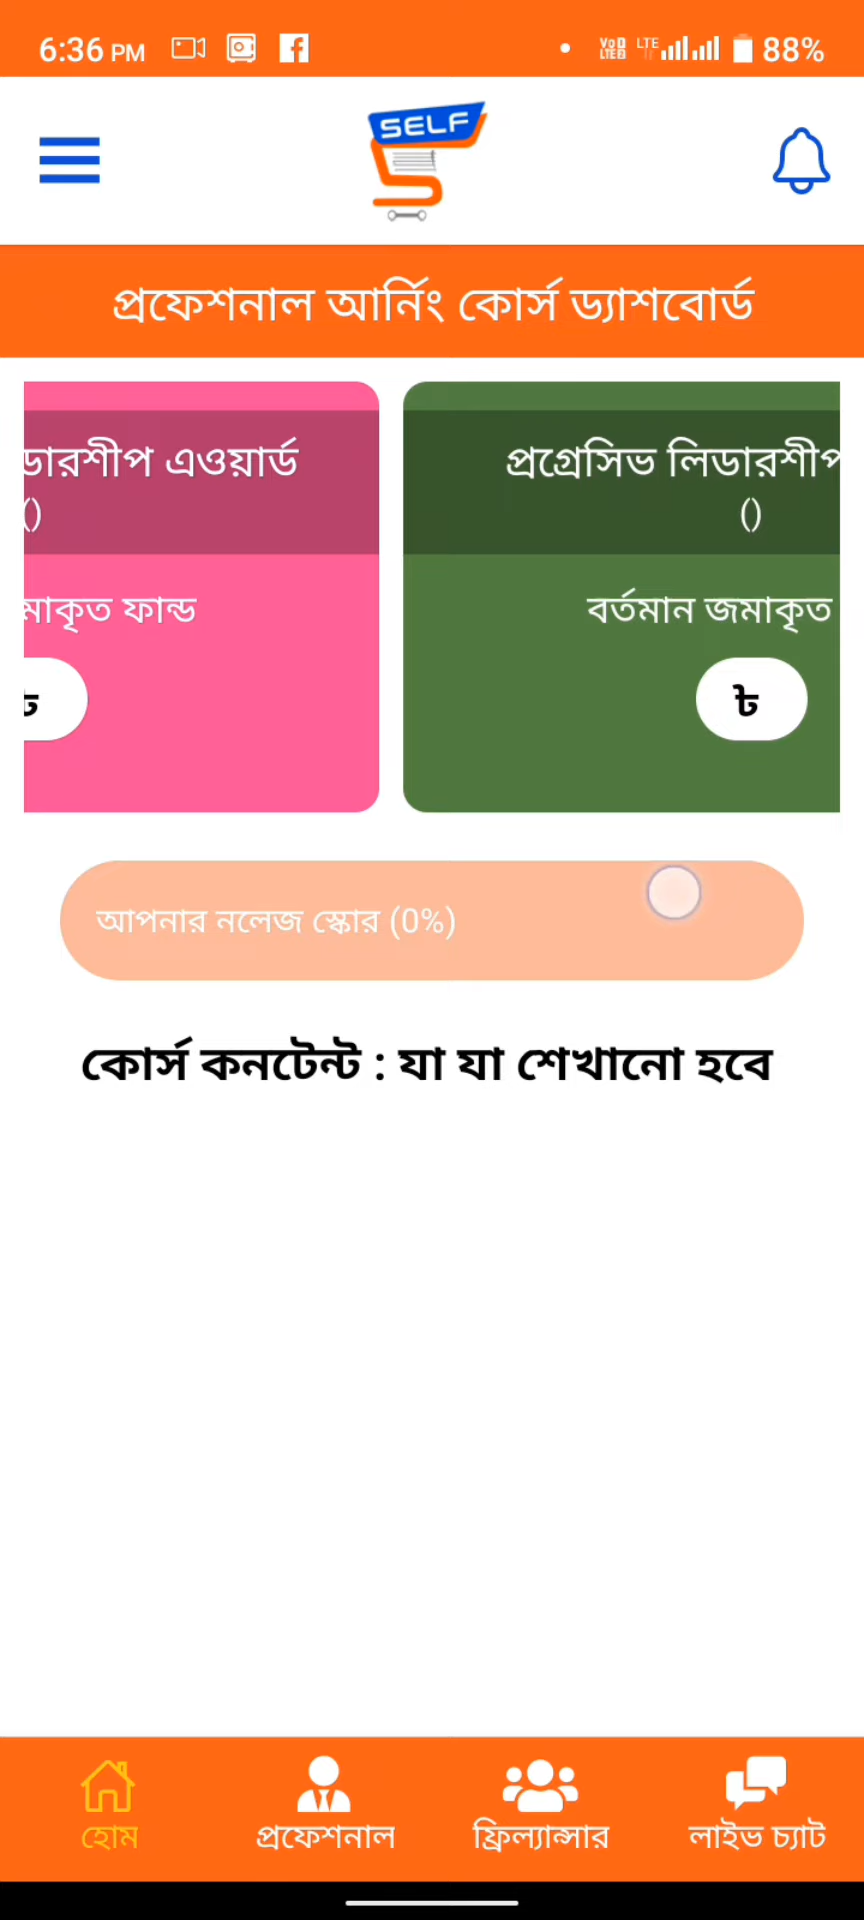 6:36 PM
88%
SELF
প্রফেশনাল আর্নিং কোর্স ড্যাশবোর্ড
ডারশীপ এওয়ার্ড
()
মাকৃত ফান্ড
৳
প্রগ্রেসিভ লিডারশীপ
()
বর্তমান জমাকৃত
৳
আপনার নলেজ স্কোর (0%)
কোর্স কনটেন্ট : যা যা শেখানো হবে
হোম
প্রফেশনাল
ফ্রিল্যান্সার
লাইভ চ্যাট